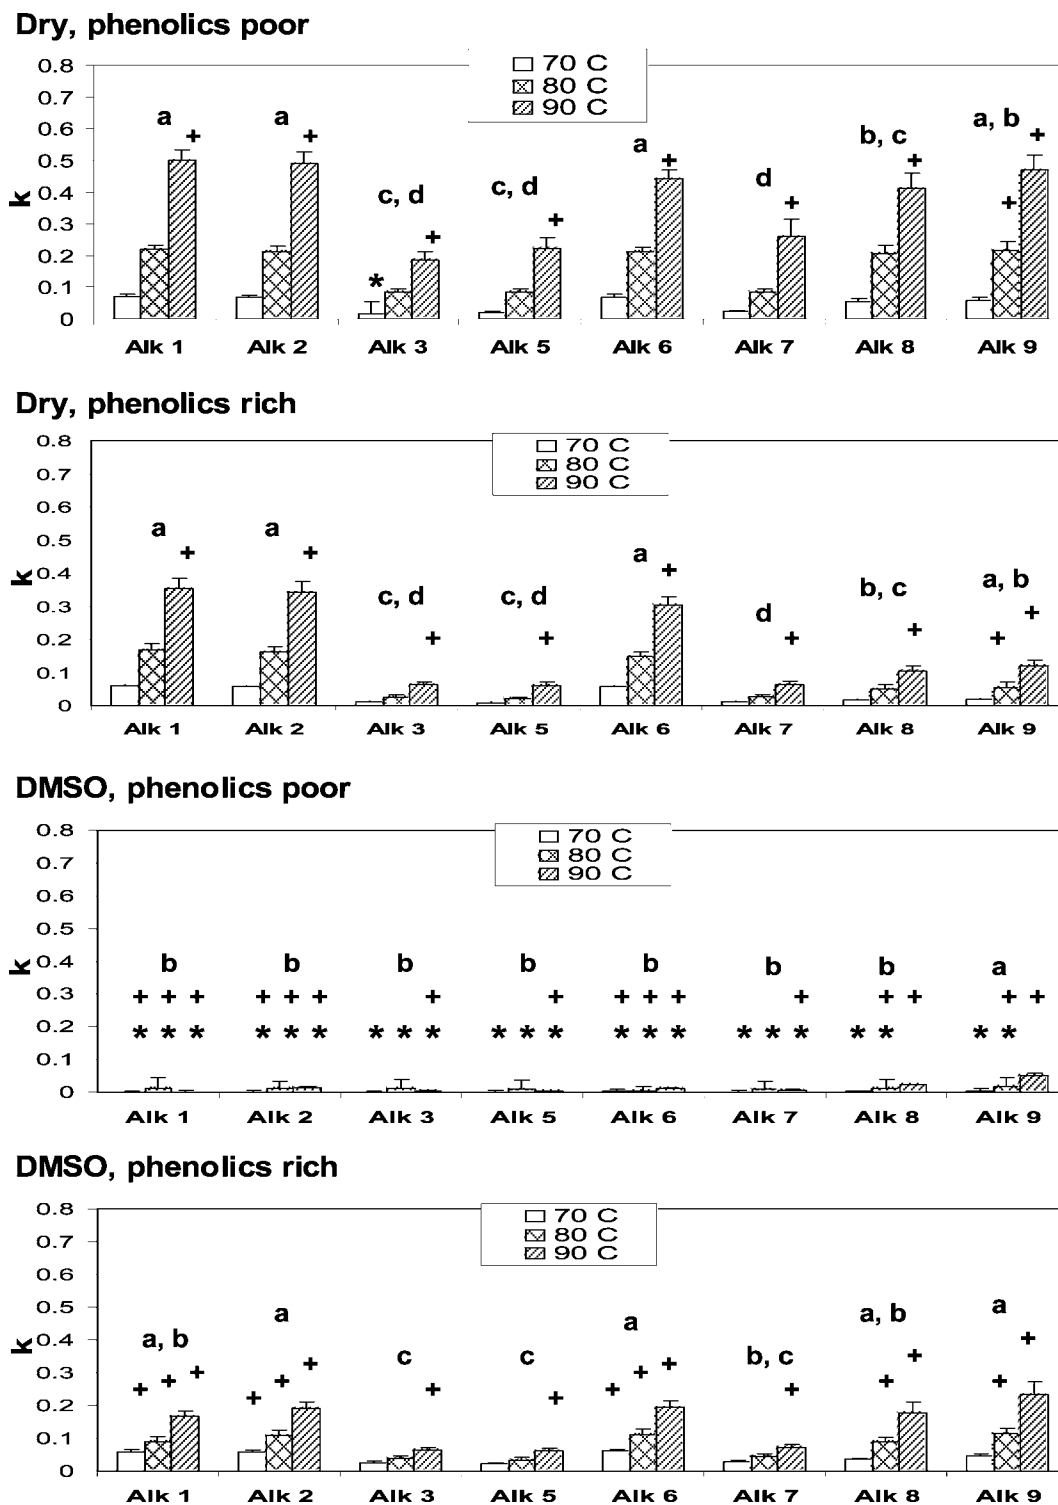 Dry, phenolics poor
70 C
80 C
90 C
0.8
0.7
0.6
0.5
0.4
0.3
0.2
0.1
0
k
a + a + c, d * + c, d + a + d + b, c + a, b + +
Alk 1 Alk 2 Alk 3 Alk 5 Alk 6 Alk 7 Alk 8 Alk 9
Dry, phenolics rich
70 C
80 C
90 C
0.8
0.7
0.6
0.5
0.4
0.3
0.2
0.1
0
k
a + a + c, d + c, d + a + d + b, c + a, b + +
Alk 1 Alk 2 Alk 3 Alk 5 Alk 6 Alk 7 Alk 8 Alk 9
DMSO, phenolics poor
70 C
80 C
90 C
0.8
0.7
0.6
0.5
0.4
0.3
0.2
0.1
0
k
b b b b b b b a
+ + + + + + + + + + + + + + + +
* * * * * * * * * * * * * * * * * * * * * *
Alk 1 Alk 2 Alk 3 Alk 5 Alk 6 Alk 7 Alk 8 Alk 9
DMSO, phenolics rich
70 C
80 C
90 C
0.8
0.7
0.6
0.5
0.4
0.3
0.2
0.1
0
k
a, b a c c a b, c a, b a
+ + + + + + + + + + + + + + + +
Alk 1 Alk 2 Alk 3 Alk 5 Alk 6 Alk 7 Alk 8 Alk 9